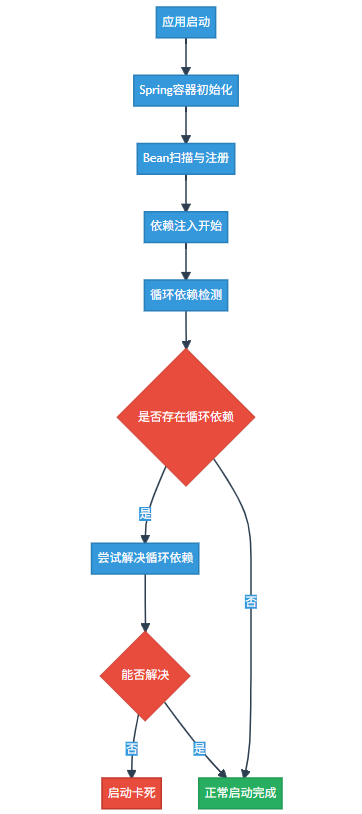 应用启动
Spring容器初始化
Bean扫描与注册
依赖注入开始
循环依赖检测
是否存在循环依赖
是
尝试解决循环依赖
否
能否解决
否
是
启动卡死
正常启动完成